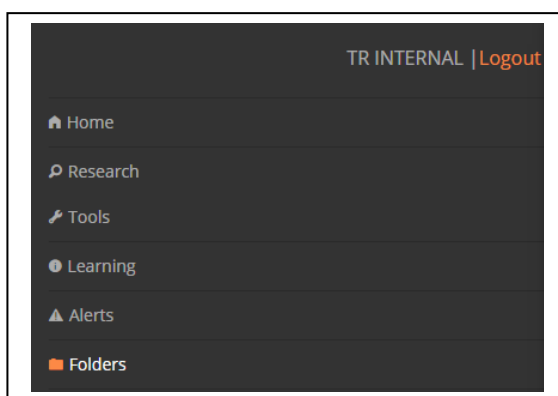 TR INTERNAL |Logout
Home
Research
Tools
Learning
Alerts
Folders